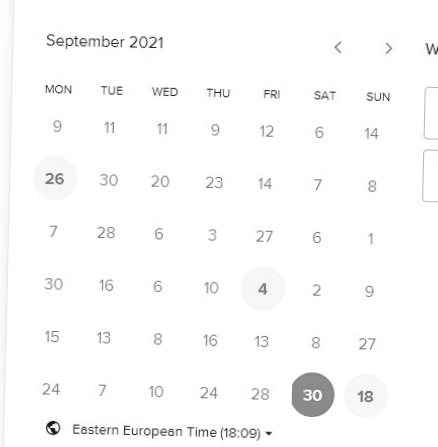 September 2021
W
MON TUE WED THU FRI SAT SUN
9 11 11 9 12 6 14
26 30 20 23 14 7 8
7 28 6 3 27 6 1
30 16 6 10 4 2 9
15 13 8 16 13 8 27
24 7 10 24 28 30 18
Eastern European Time (18:09)